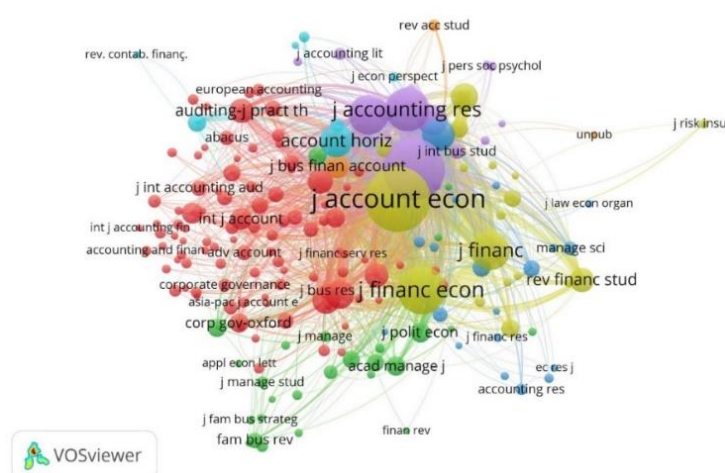 rev acc stud
rev. contab. financ.
j accounting lit
j econ perspect
j pers soc psychol
european accounting
auditing-j pract th
j accounting res
abacus
account horiz
j risk insu
unpub
j bus finan account
j int bus stud
j int accounting aud
j account econ
j law econ organ
int j account
int j accounting fin
accounting and finan
adv account
j financ serv res
j financ
manage sci
corporate governance
j bus res
j financ econ
rev financ stud
asia-pac j account e
corp gov-oxford
j manage
j polit econ
j financ res
appl econ lett
acad manage j
ec res j
j manage stud
accounting res
j fam bus strateg
fam bus rev
finan rev
VOSviewer